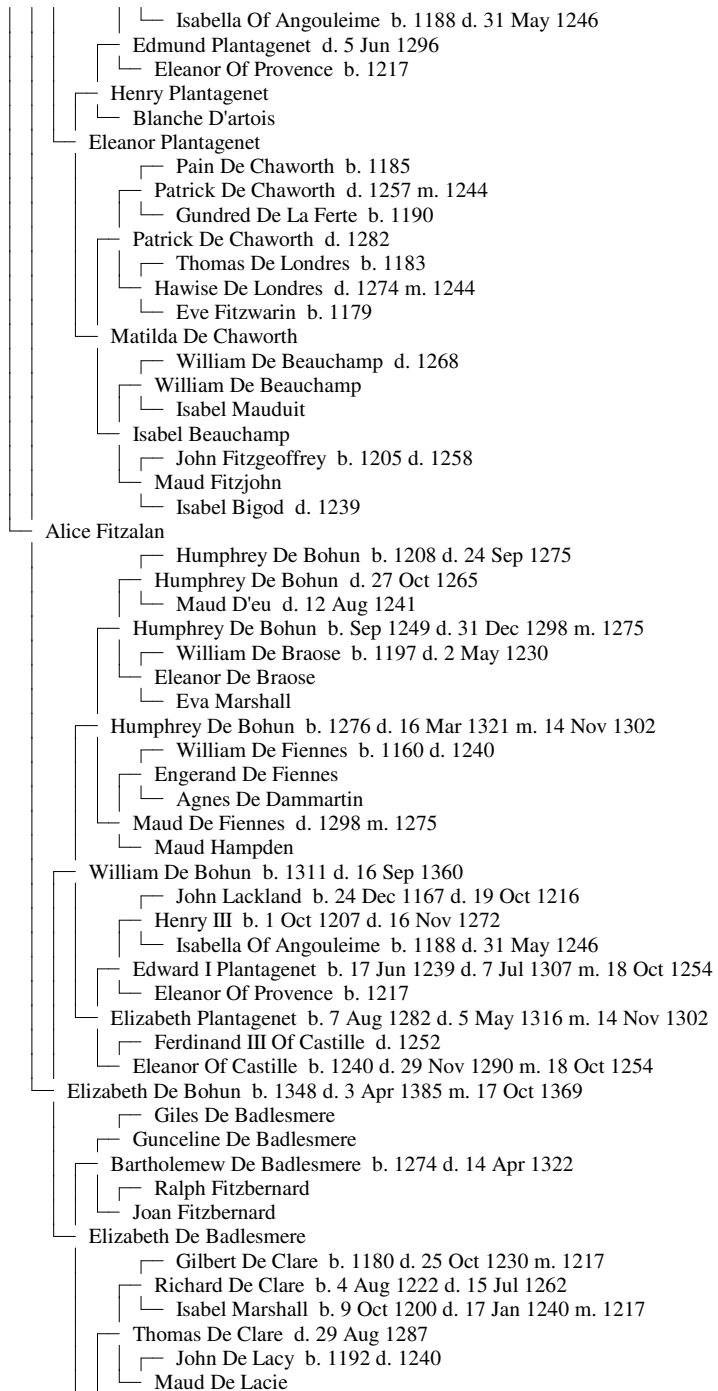 Isabella Of Angouleime b. 1188 d. 31 May 1246
Edmund Plantagenet d. 5 Jun 1296
Eleanor Of Provence b. 1217
Henry Plantagenet
Blanche D'artois
Eleanor Plantagenet
Pain De Chaworth b. 1185
Patrick De Chaworth d. 1257 m. 1244
Gundred De La Ferte b. 1190
Patrick De Chaworth d. 1282
Thomas De Londres b. 1183
Hawise De Londres d. 1274 m. 1244
Eve Fitzwarin b. 1179
Matilda De Chaworth
William De Beauchamp d. 1268
William De Beauchamp
Isabel Mauduit
Isabel Beauchamp
John Fitzgeoffrey b. 1205 d. 1258
Maud Fitzjohn
Isabel Bigod d. 1239
Alice Fitzalan
Humphrey De Bohun b. 1208 d. 24 Sep 1275
Humphrey De Bohun d. 27 Oct 1265
Maud D'eu d. 12 Aug 1241
Humphrey De Bohun b. Sep 1249 d. 31 Dec 1298 m. 1275
William De Braose b. 1197 d. 2 May 1230
Eleanor De Braose
Eva Marshall
Humphrey De Bohun b. 1276 d. 16 Mar 1321 m. 14 Nov 1302
William De Fiennes b. 1160 d. 1240
Engerand De Fiennes
Agnes De Dammartin
Maud De Fiennes d. 1298 m. 1275
Maud Hampden
William De Bohun b. 1311 d. 16 Sep 1360
John Lackland b. 24 Dec 1167 d. 19 Oct 1216
Henry III b. 1 Oct 1207 d. 16 Nov 1272
Isabella Of Angouleime b. 1188 d. 31 May 1246
Edward I Plantagenet b. 17 Jun 1239 d. 7 Jul 1307 m. 18 Oct 1254
Eleanor Of Provence b. 1217
Elizabeth Plantagenet b. 7 Aug 1282 d. 5 May 1316 m. 14 Nov 1302
Ferdinand III Of Castille d. 1252
Eleanor Of Castille b. 1240 d. 29 Nov 1290 m. 18 Oct 1254
Elizabeth De Bohun b. 1348 d. 3 Apr 1385 m. 17 Oct 1369
Giles De Badlesmere
Gunceline De Badlesmere
Bartholemew De Badlesmere b. 1274 d. 14 Apr 1322
Ralph Fitzbernard
Joan Fitzbernard
Elizabeth De Badlesmere
Gilbert De Clare b. 1180 d. 25 Oct 1230 m. 1217
Richard De Clare b. 4 Aug 1222 d. 15 Jul 1262
Isabel Marshall b. 9 Oct 1200 d. 17 Jan 1240 m. 1217
Thomas De Clare d. 29 Aug 1287
John De Lacy b. 1192 d. 1240
Maud De Lacie